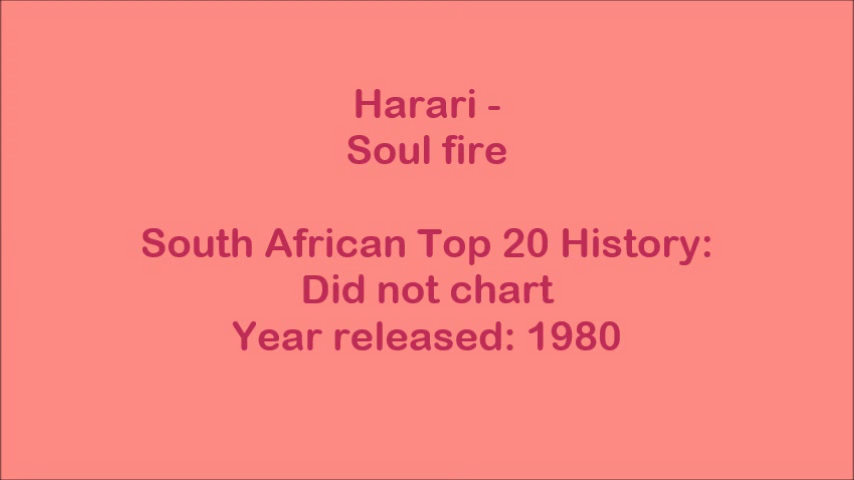 Harari -
Soul fire
South African Top 20 History:
Did not chart
Year released: 1980